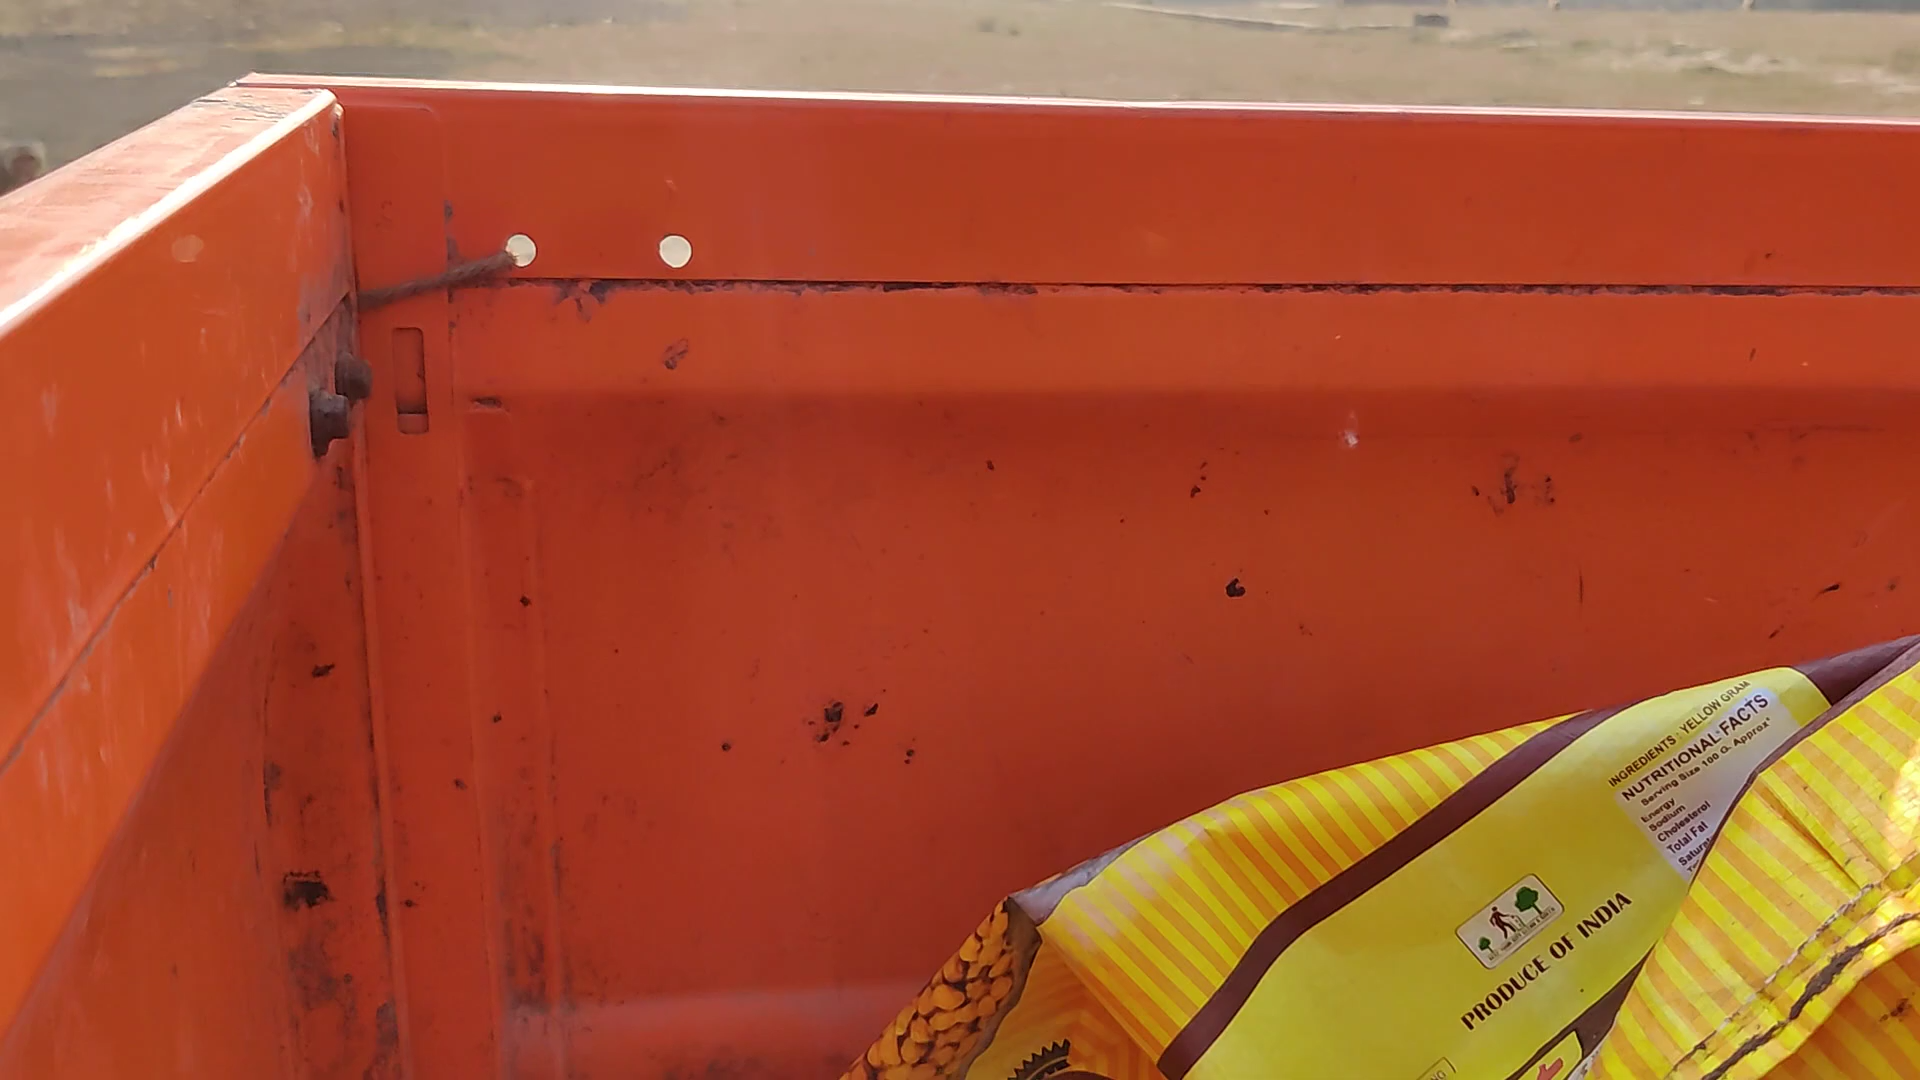 INGREDIENTS : YELLOW GRAM
NUTRITIONAL FACTS
Serving Size 100 G. Approx*
Energy
Sodium
Cholesterol
Total Fat
PRODUCE OF INDIA